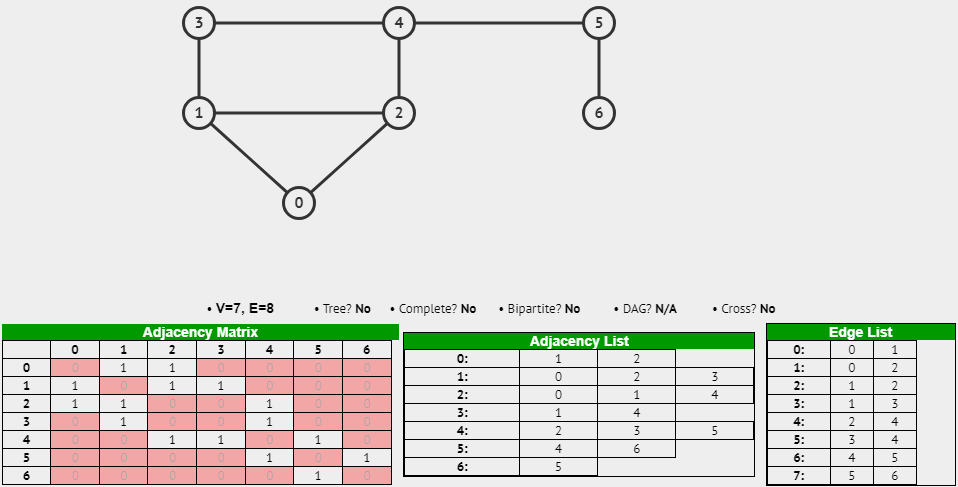 3 4 5
1 2 6
0
• V=7, E=8 • Tree? No • Complete? No • Bipartite? No • DAG? N/A • Cross? No
Adjacency Matrix
0 1 2 3 4 5 6
0 0 1 1 0 0 0 0
1 1 0 1 1 0 0 0
2 1 1 0 0 1 0 0
3 0 1 0 0 1 0 0
4 0 0 1 1 0 1 0
5 0 0 0 0 1 0 1
6 0 0 0 0 0 1 0
Adjacency List
0: 1 2
1: 0 2 3
2: 0 1 4
3: 1 4
4: 2 3 5
5: 4 6
6: 5
Edge List
0: 0 1
1: 0 2
2: 1 2
3: 1 3
4: 2 4
5: 3 4
6: 4 5
7: 5 6